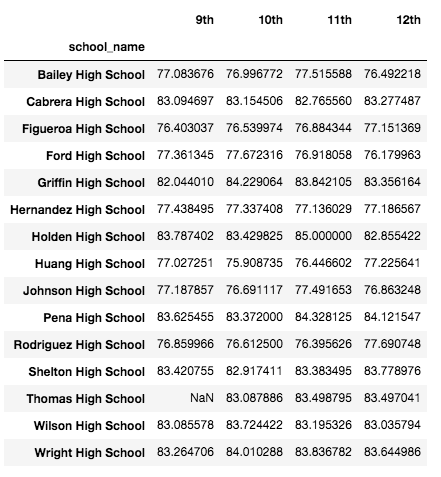 9th 10th 11th 12th
school_name
Bailey High School 77.083676 76.996772 77.515588 76.492218
Cabrera High School 83.094697 83.154506 82.765560 83.277487
Figueroa High School 76.403037 76.539974 76.884344 77.151369
Ford High School 77.361345 77.672316 76.918058 76.179963
Griffin High School 82.044010 84.229064 83.842105 83.356164
Hernandez High School 77.438495 77.337408 77.136029 77.186567
Holden High School 83.787402 83.429825 85.000000 82.855422
Huang High School 77.027251 75.908735 76.446602 77.225641
Johnson High School 77.187857 76.691117 77.491653 76.863248
Pena High School 83.625455 83.372000 84.328125 84.121547
Rodriguez High School 76.859966 76.612500 76.395626 77.690748
Shelton High School 83.420755 82.917411 83.383495 83.778976
Thomas High School NaN 83.087886 83.498795 83.497041
Wilson High School 83.085578 83.724422 83.195326 83.035794
Wright High School 83.264706 84.010288 83.836782 83.644986